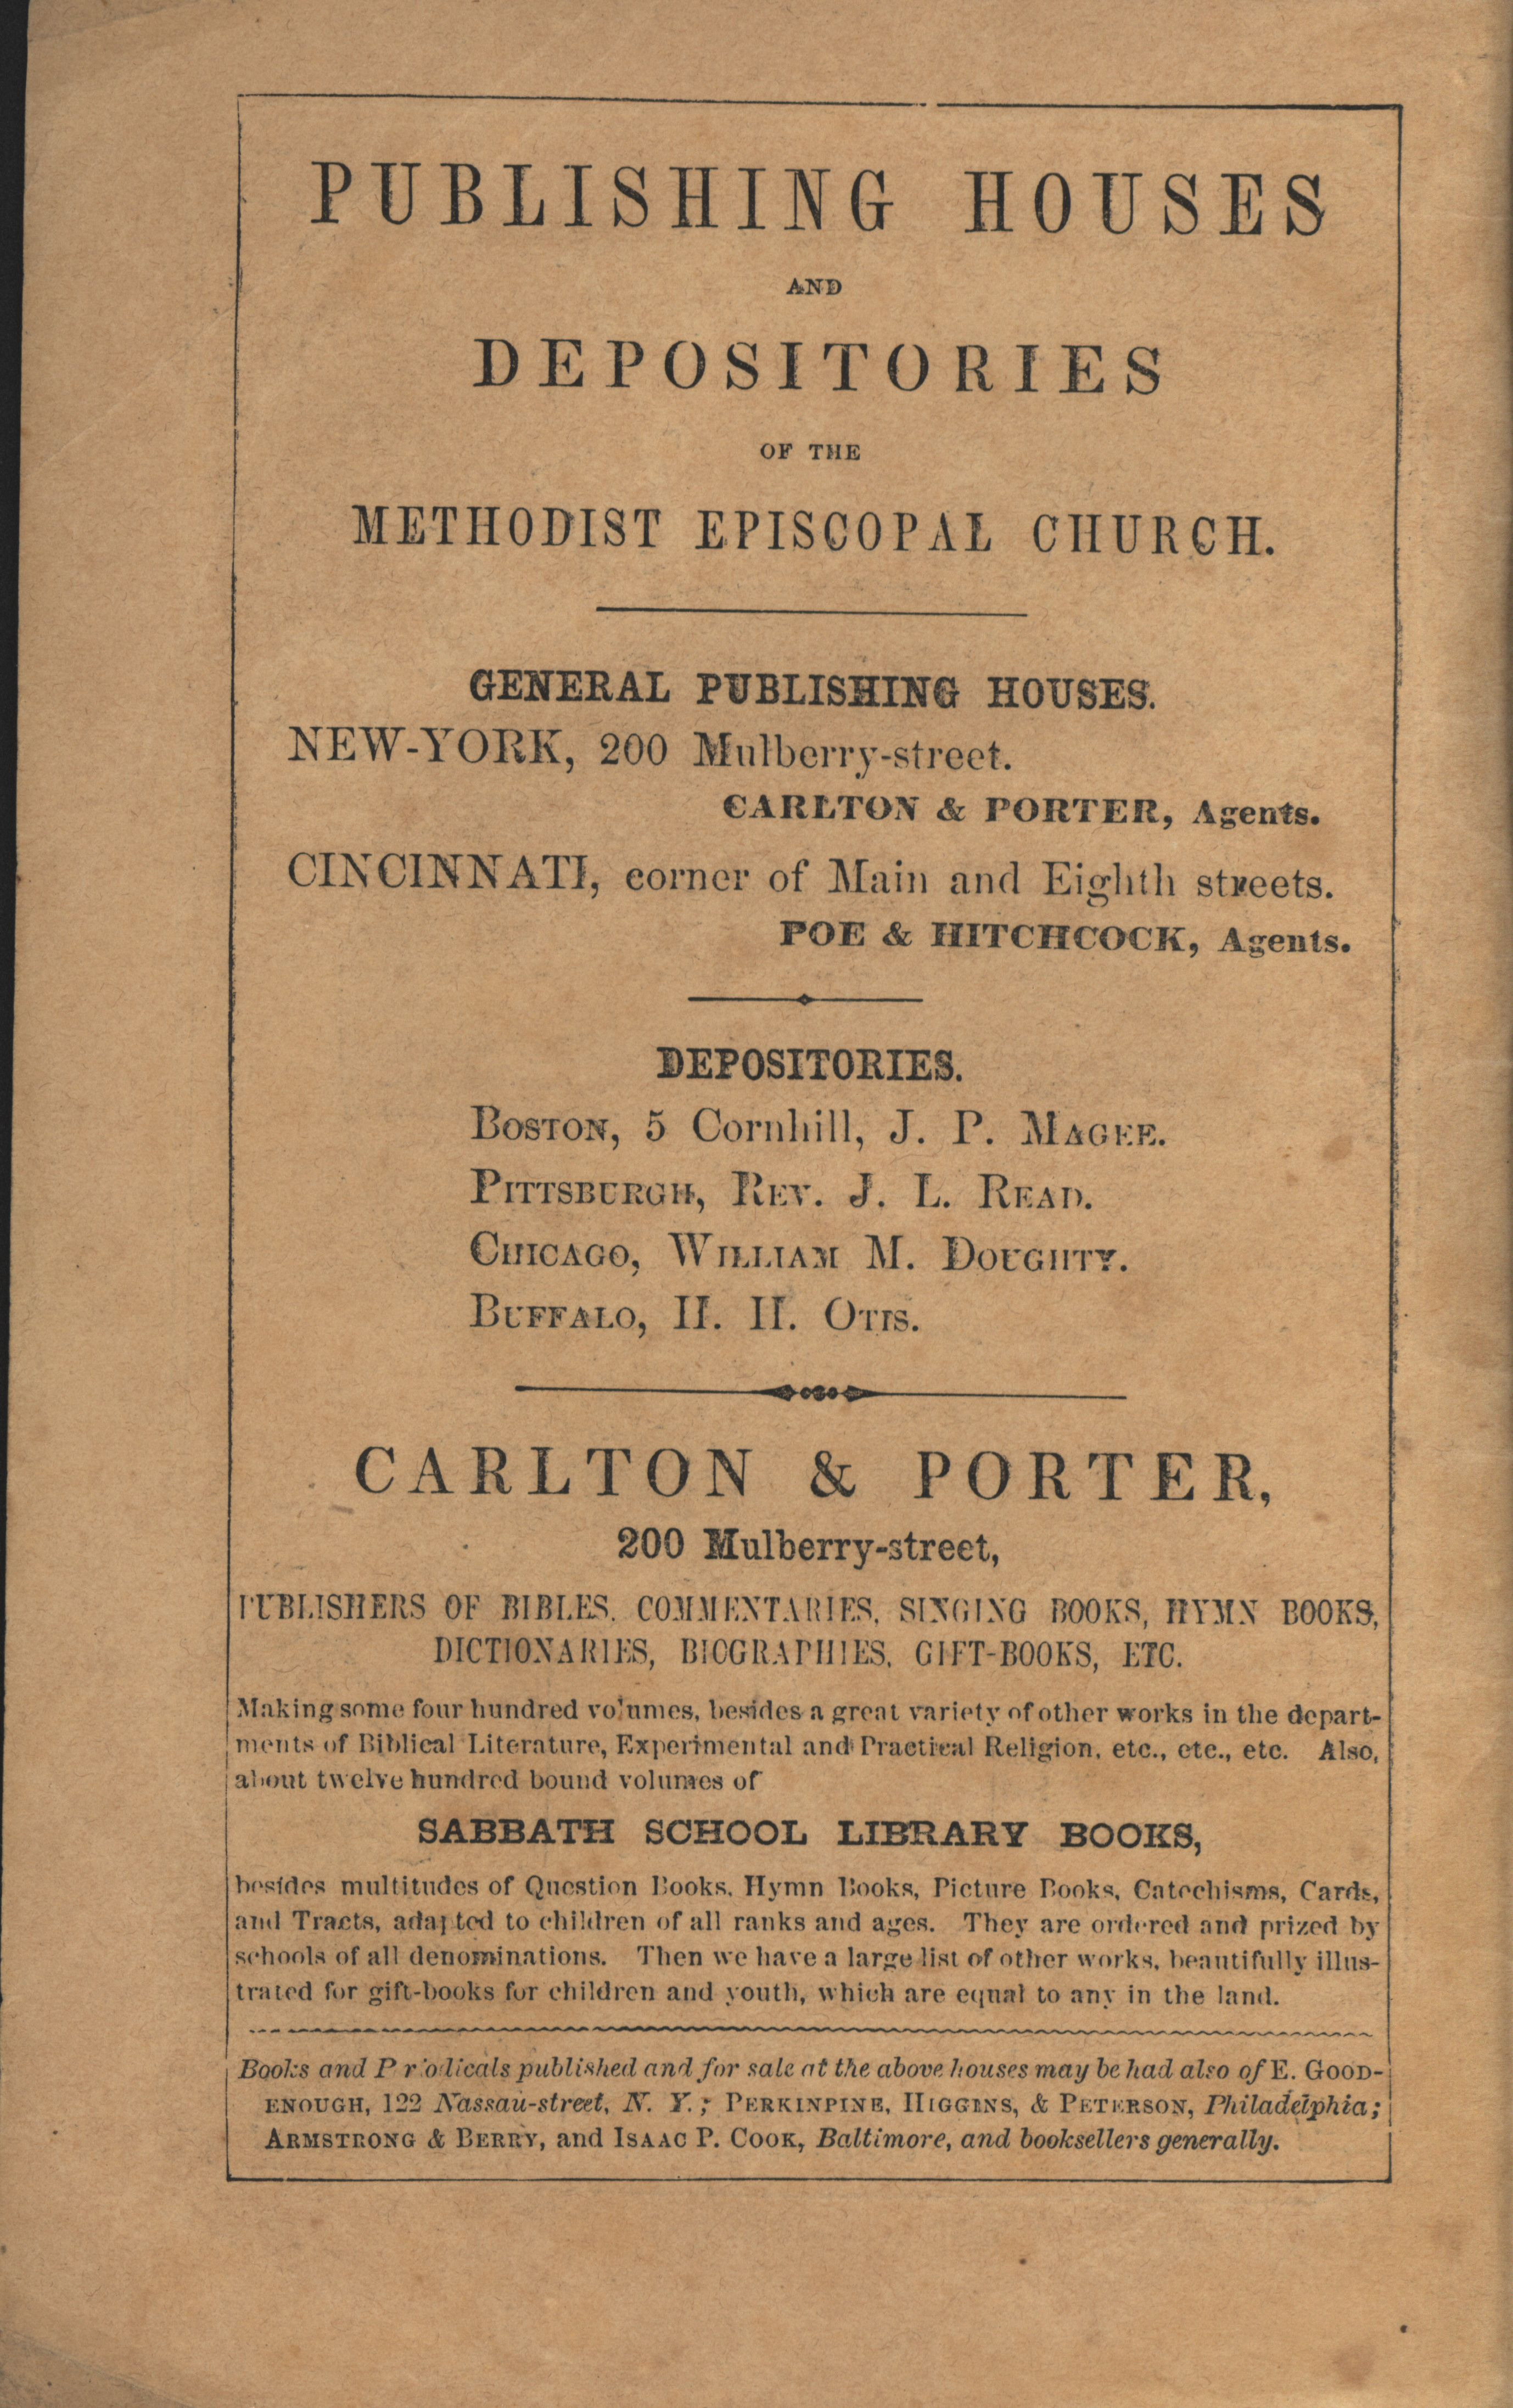 PUBLISHING HOUSES
AND
DEPOSITORIES
OF THE
METHODIST EPISCOPAL CHURCH.
GENERAL PUBLISHING HOUSES.
NEW-YORK, 200 Mulberry-street.
CARLTON & PORTER, Agents.
CINCINNATI, corner of Main and Eighth streets.
POE & HITCHCOCK, Agents.
DEPOSITORIES.
BOSTON, 5 Cornhill, J. P. MAGEE.
PITTSBURGH, REV. J. L. READ.
CHICAGO, WILLIAM M. DOUGHTY.
BUFFALO, H. H. OTIS.
CARLTON & PORTER,
200 Mulberry-street,
PUBLISHERS OF BIBLES, COMMENTARIES, SINGING BOOKS, HYMN BOOKS,
DICTIONARIES, BIOGRAPHIES, GIFT-BOOKS, ETC.
Making some four hundred volumes, besides a great variety of other works in the depart-
ments of Biblical Literature, Experimental and Practical Religion, etc., etc., etc. Also,
about twelve hundred bound volumes of
SABBATH SCHOOL LIBRARY BOOKS,
besides multitudes of Question Books, Hymn Books, Picture Books, Catechisms, Cards,
and Tracts, adapted to children of all ranks and ages. They are ordered and prized by
schools of all denominations. Then we have a large list of other works, beautifully illus-
trated for gift-books for children and youth, which are equal to any in the land.
Books and Periodicals published and for sale at the above houses may be had also of E. GOOD-
ENOUGH, 122 Nassau-street, N. Y.; PERKINPINE, HIGGINS, & PETERSON, Philadelphia;
ARMSTRONG & BERRY, and ISAAC P. COOK, Baltimore, and booksellers generally.